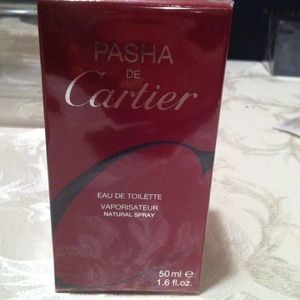 PASHA
DE
Cartier
EAU DE TOILETTE
VAPORISATEUR
NATURAL SPRAY
50 ml ℮
1.6 fl.oz.